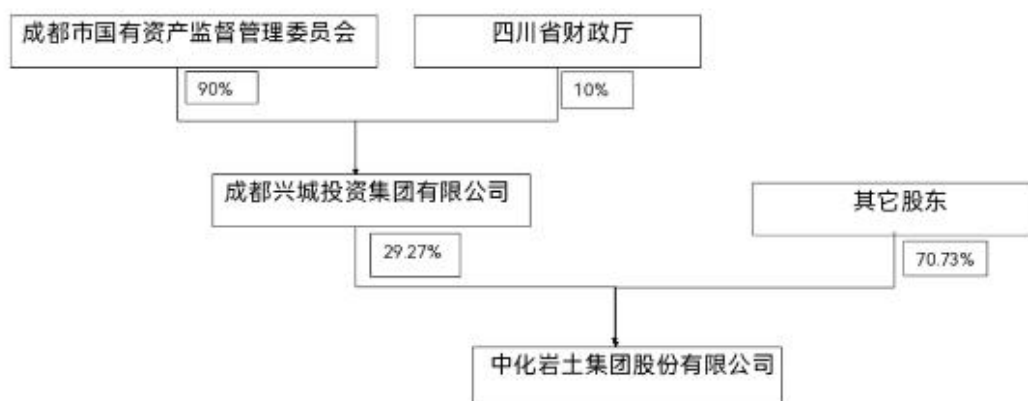 成都市国有资产监督管理委员会
四川省财政厅
90%
10%
成都兴城投资集团有限公司
其它股东
29.27%
70.73%
中化岩土集团股份有限公司